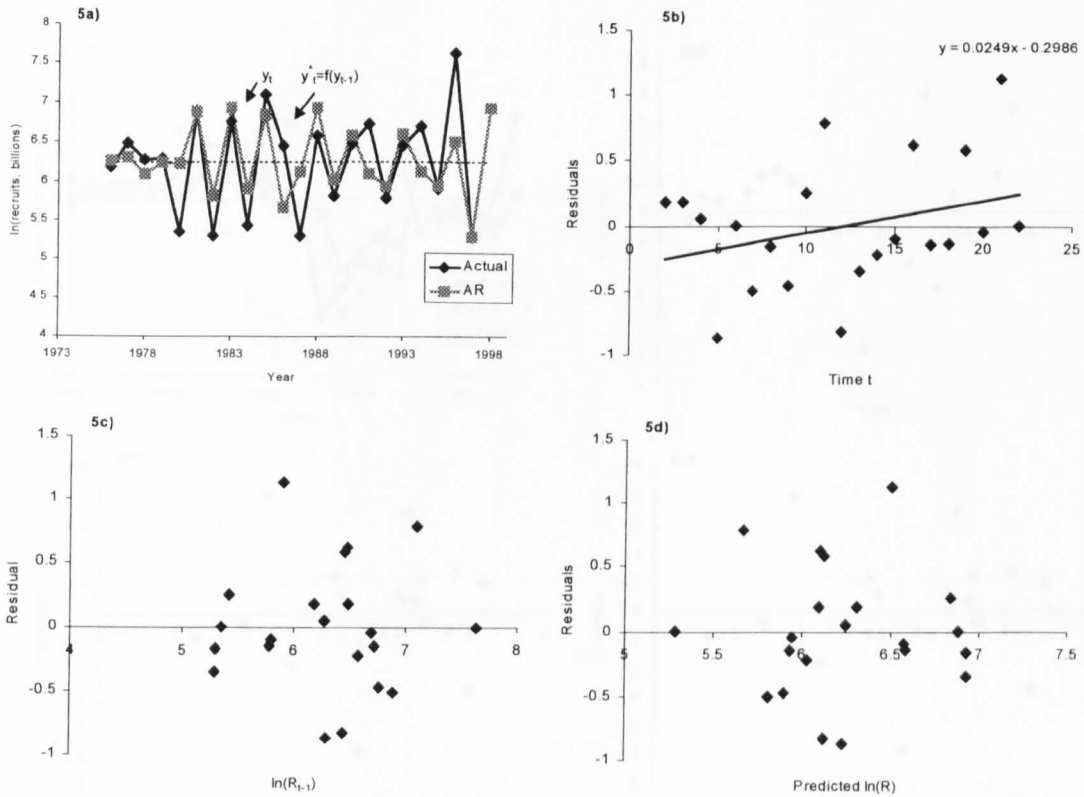 5a)
ln(recruits, billions)
8
7.5
7
6.5
6
5.5
5
4.5
4
yt
y^t=f(yt-1)
Actual
AR
1973
1978
1983
1988
1993
1998
Year
5b)
y = 0.0249x - 0.2986
Residuals
1.5
1
0.5
0
-0.5
-1
0
5
10
15
20
25
Time t
5c)
Residual
1.5
1
0.5
0
-0.5
-1
4
5
6
7
8
ln(Rt-1)
5d)
Residuals
1.5
1
0.5
0
-0.5
-1
5
5.5
6
6.5
7
7.5
Predicted ln(R)